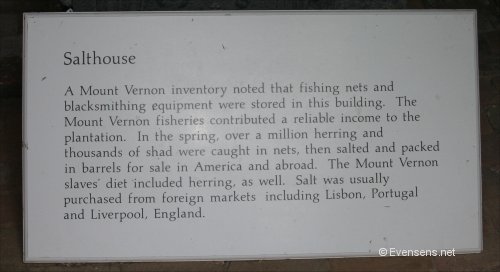 Salthouse
A Mount Vernon inventory noted that fishing nets and
blacksmithing equipment were stored in this building. The
Mount Vernon fisheries contributed a reliable income to the
plantation. In the spring, over a million herring and
thousands of shad were caught in nets, then salted and packed
in barrels for sale in America and abroad. The Mount Vernon
slaves' diet included herring, as well. Salt was usually
purchased from foreign markets including Lisbon, Portugal
and Liverpool, England.
© Evensens.net